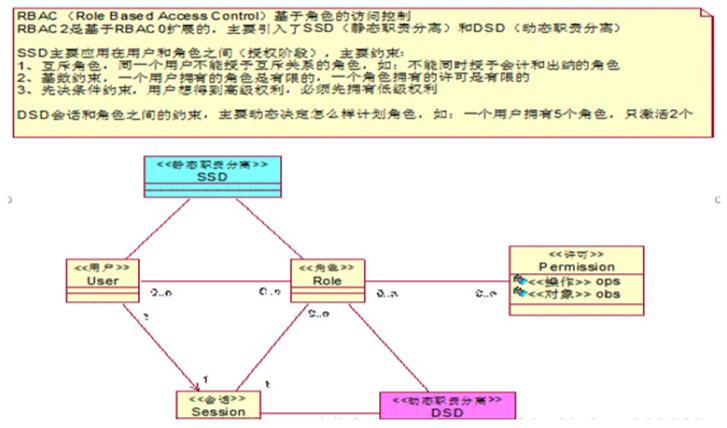 RBAC（Role Based Access Control）基于角色的访问控制
RBAC2是基于RBAC0扩展的，主要引入了SSD（静态职责分离）和DSD（动态职责分离）
SSD主要应用在用户和角色之间（授权阶段），主要约束：
1、互斥角色，同一个用户不能授予互斥关系的角色，如：不能同时授予会计和出纳的角色
2、基数约束，一个用户拥有的角色是有限的，一个角色拥有的许可是有限的
3、先决条件约束，用户想得到高级权利，必须先拥有低级权利
DSD会话和角色之间的约束，主要动态决定怎么样计划角色，如：一个用户拥有5个角色，只激活2个
<<静态职责分离>>
SSD
<<用户>>
User
<<角色>>
Role
<<许可>>
Permission
<<操作>> ops
<<对象>> obs
0..n
0..n
0..n
0..n
0..n
<<会话>>
Session
<<动态职责分离>>
DSD